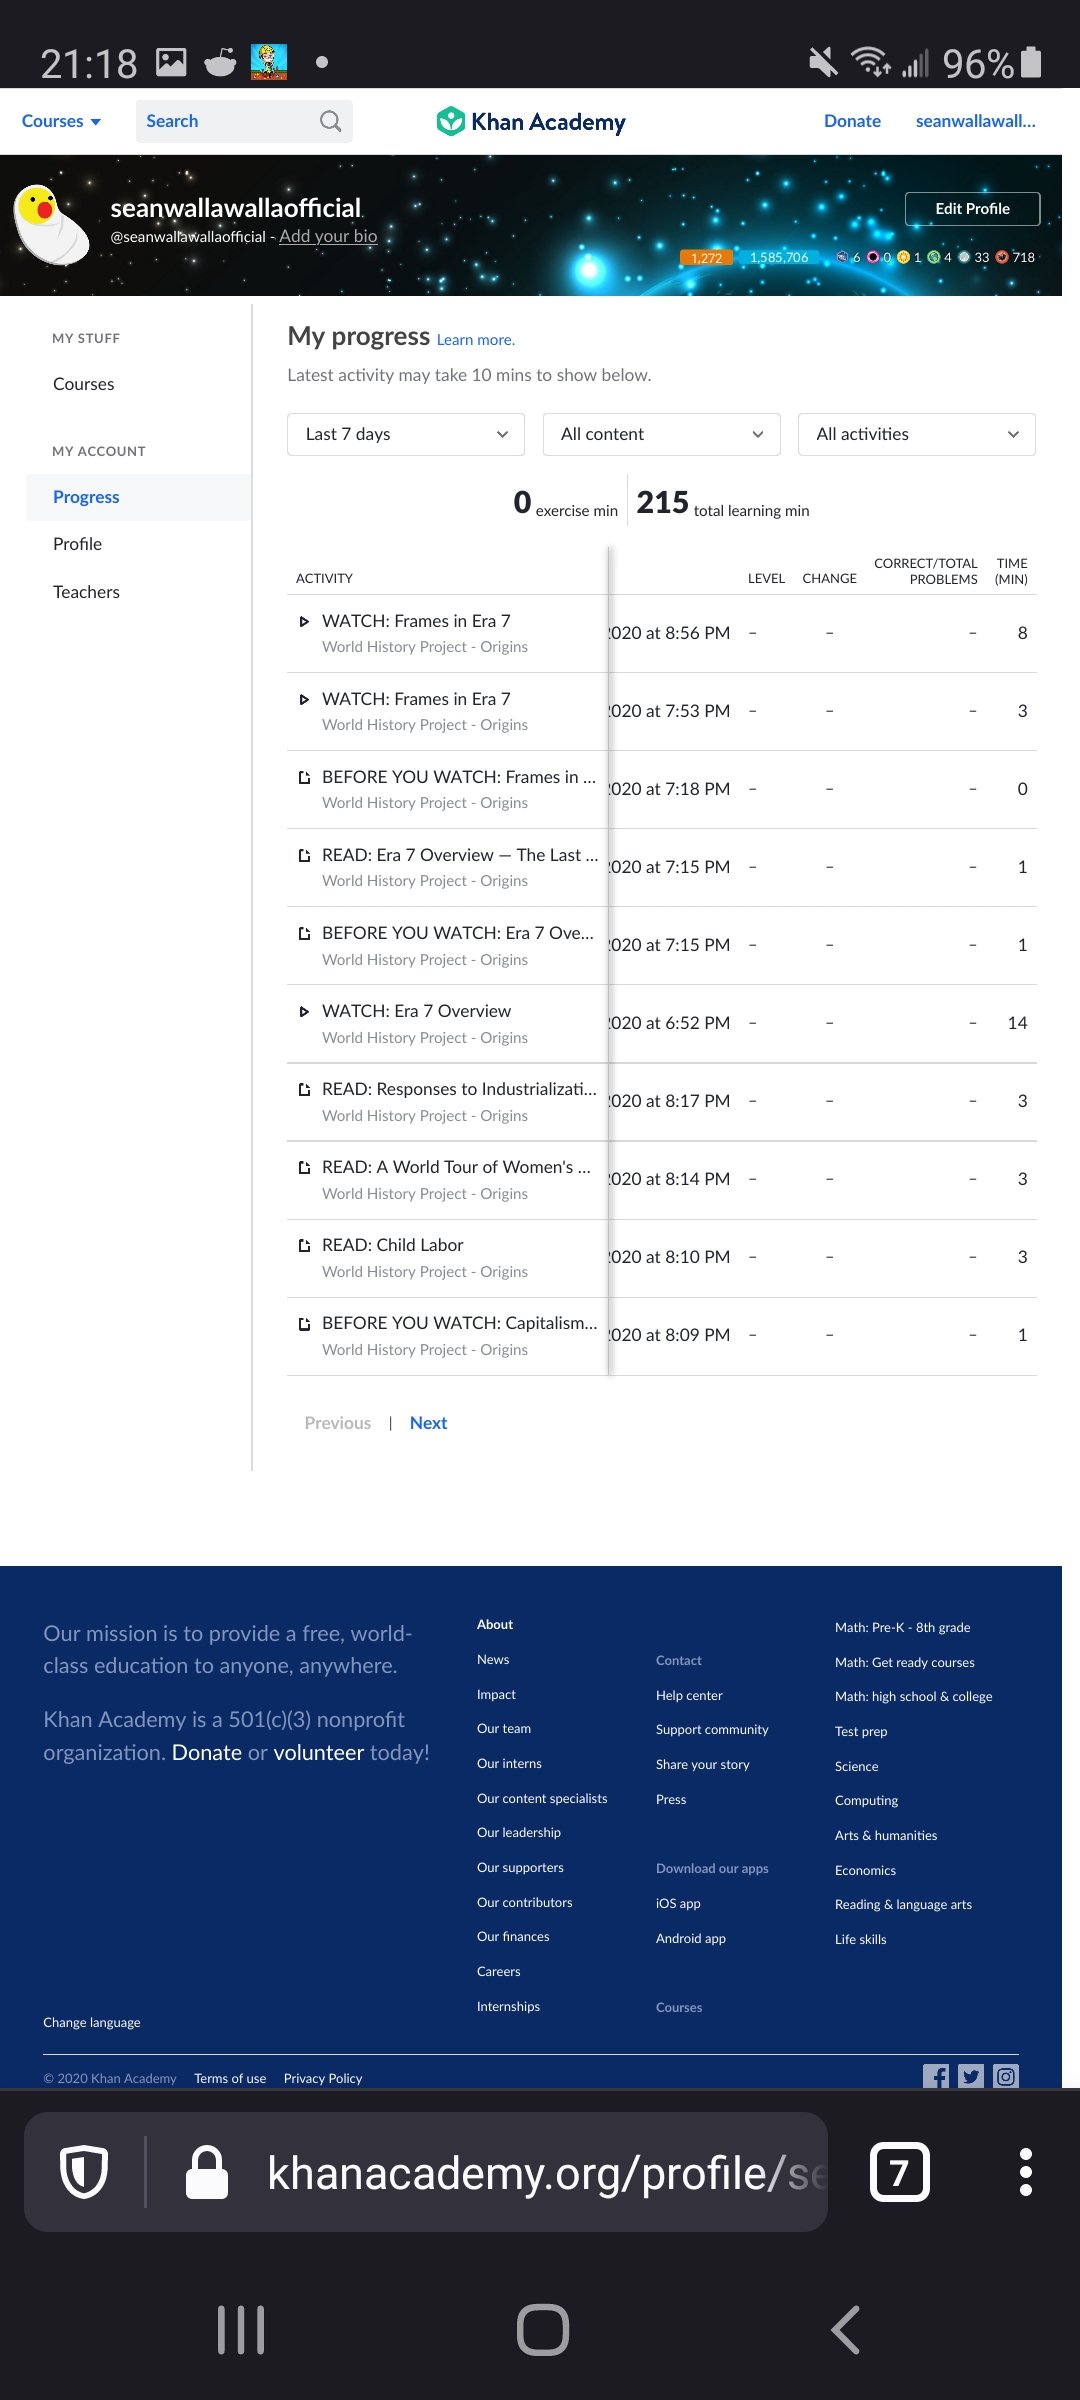 21:18
96%
Courses
Search
Khan Academy
Donate
seanwallawall...
seanwallawallaofficial
@seanwallawallaofficial - Add your bio
Edit Profile
1,272
1,585,706
6
0
1
4
33
718
MY STUFF
Courses
MY ACCOUNT
Progress
Profile
Teachers
My progress Learn more.
Latest activity may take 10 mins to show below.
Last 7 days
All content
All activities
0 exercise min
215 total learning min
ACTIVITY
LEVEL
CHANGE
CORRECT/TOTAL PROBLEMS
TIME (MIN)
WATCH: Frames in Era 7
World History Project - Origins
020 at 8:56 PM – – – 8
WATCH: Frames in Era 7
World History Project - Origins
020 at 7:53 PM – – – 3
BEFORE YOU WATCH: Frames in ...
World History Project - Origins
020 at 7:18 PM – – – 0
READ: Era 7 Overview — The Last ...
World History Project - Origins
020 at 7:15 PM – – – 1
BEFORE YOU WATCH: Era 7 Ove...
World History Project - Origins
020 at 7:15 PM – – – 1
WATCH: Era 7 Overview
World History Project - Origins
020 at 6:52 PM – – – 14
READ: Responses to Industrializati...
World History Project - Origins
020 at 8:17 PM – – – 3
READ: A World Tour of Women's ...
World History Project - Origins
020 at 8:14 PM – – – 3
READ: Child Labor
World History Project - Origins
020 at 8:10 PM – – – 3
BEFORE YOU WATCH: Capitalism...
World History Project - Origins
020 at 8:09 PM – – – 1
Previous | Next
Our mission is to provide a free, world-
class education to anyone, anywhere.
Khan Academy is a 501(c)(3) nonprofit
organization. Donate or volunteer today!
Change language
About
News
Impact
Our team
Our interns
Our content specialists
Our leadership
Our supporters
Our contributors
Our finances
Careers
Internships
Contact
Help center
Support community
Share your story
Press
Download our apps
iOS app
Android app
Courses
Math: Pre-K - 8th grade
Math: Get ready courses
Math: high school & college
Test prep
Science
Computing
Arts & humanities
Economics
Reading & language arts
Life skills
© 2020 Khan Academy
Terms of use
Privacy Policy
khanacademy.org/profile/se
7